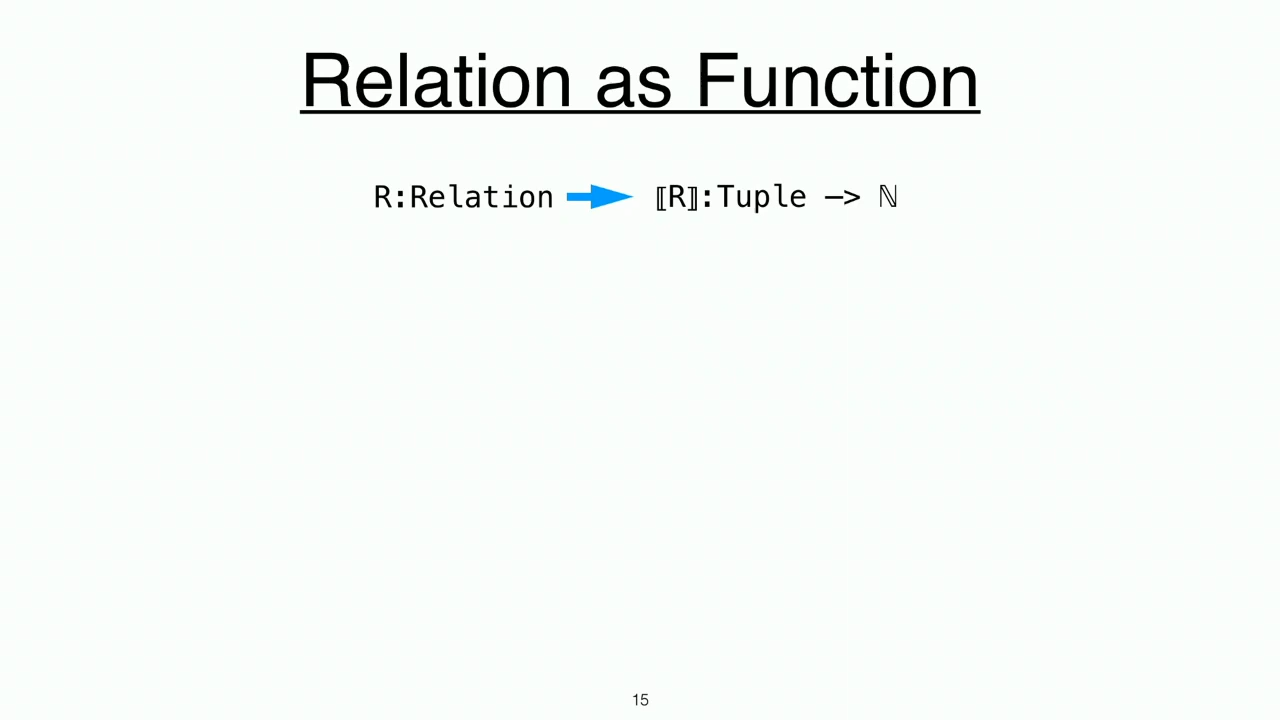 Relation as Function
R:Relation ⟦R⟧:Tuple —> ℕ
15